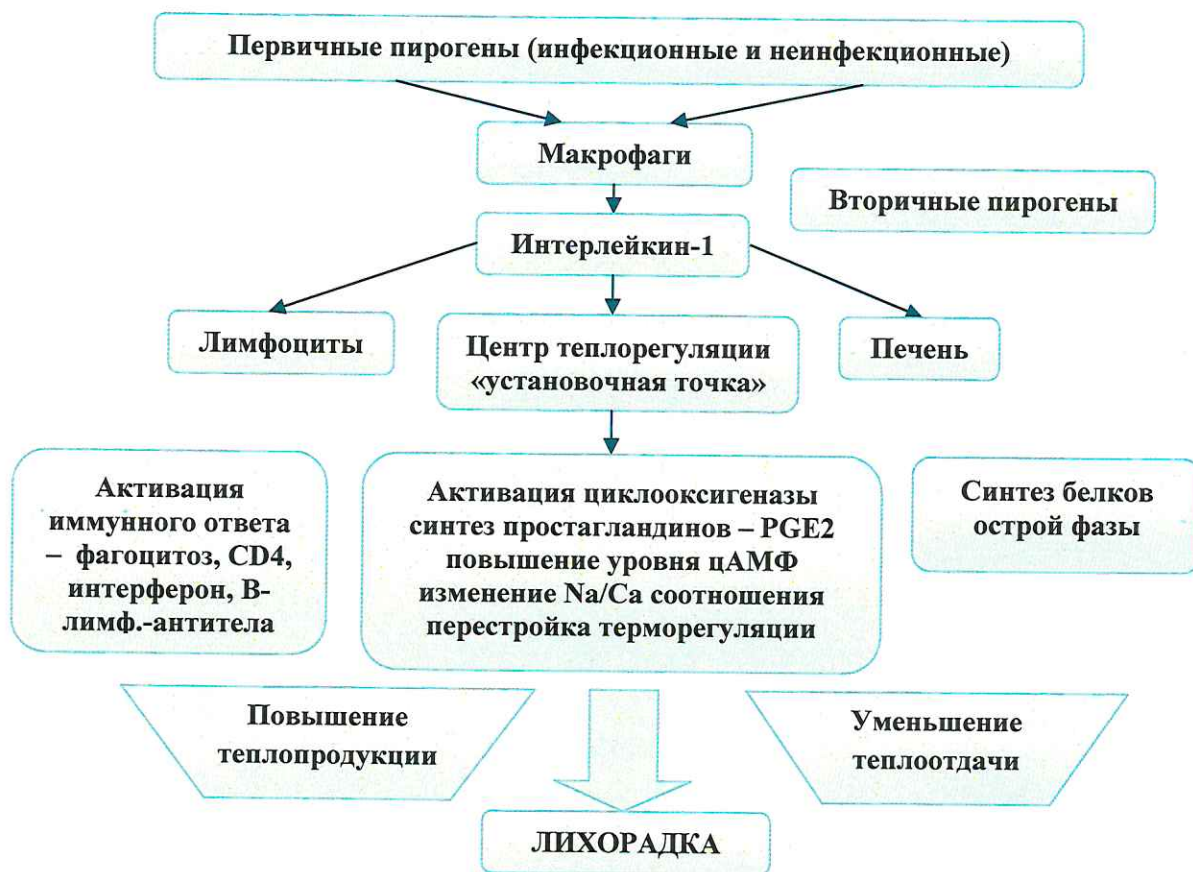 Первичные пирогены (инфекционные и неинфекционные)
Макрофаги
Вторичные пирогены
Интерлейкин-1
Лимфоциты
Центр теплорегуляции
«установочная точка»
Печень
Активация
иммунного ответа
– фагоцитоз, CD4,
интерферон, В-
лимф.-антитела
Активация циклооксигеназы
синтез простагландинов – PGE2
повышение уровня цАМФ
изменение Na/Ca соотношения
перестройка терморегуляции
Синтез белков
острой фазы
Повышение
теплопродукции
Уменьшение
теплоотдачи
ЛИХОРАДКА